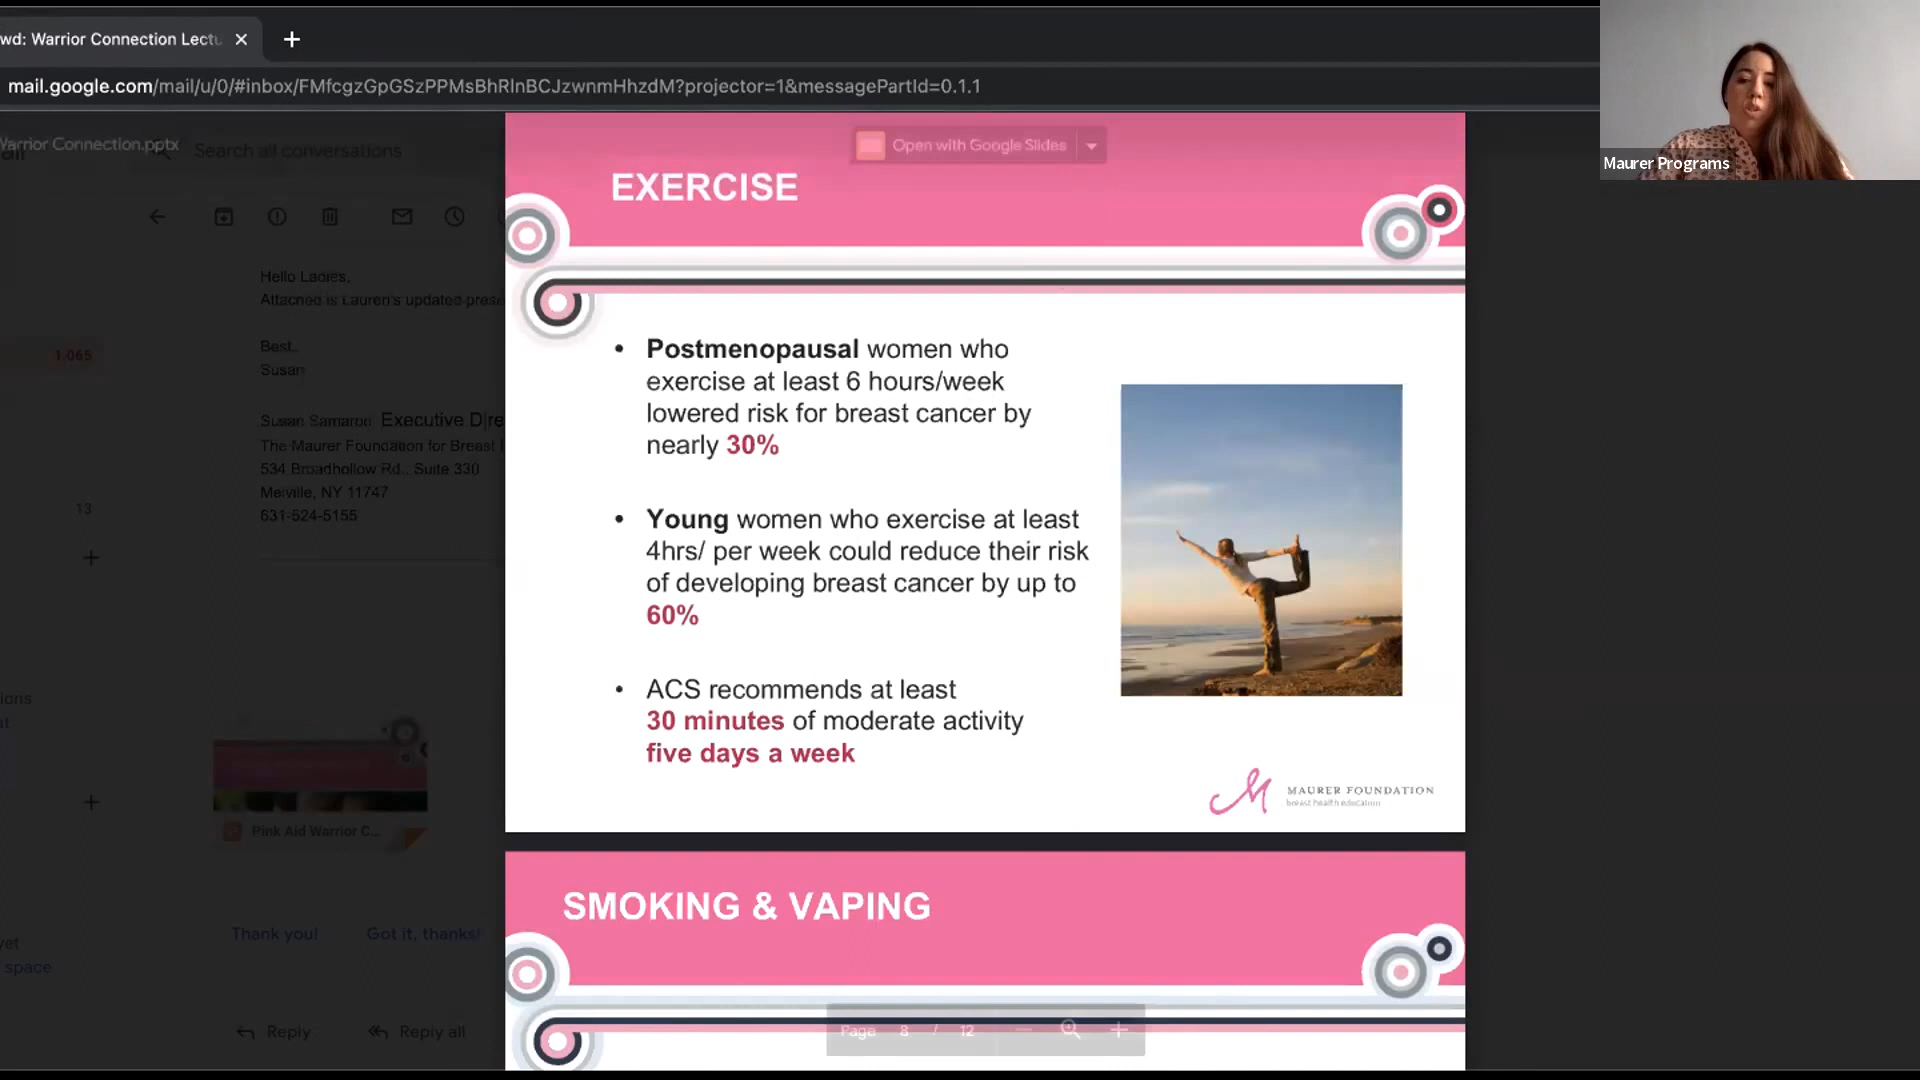 wd: Warrior Connection Lectu
mail.google.com/mail/u/0/#inbox/FMfcgzGpGSzPPMsBhRlnBCJzwnmHhzdM?projector=1&messagePartId=0.1.1
Maurer Programs
Warrior Connection.pptx
Search all conversations
Open with Google Slides
EXERCISE
Hello Ladies,
Attached is Lauren's updated prese
Best,
Susan
1,065
Susan Samaroo Executive Dire
The Maurer Foundation for Breast
534 Broadhollow Rd., Suite 330
Melville, NY 11747
631-524-5155
13
• Postmenopausal women who
exercise at least 6 hours/week
lowered risk for breast cancer by
nearly 30%
• Young women who exercise at least
4hrs/ per week could reduce their risk
of developing breast cancer by up to
60%
• ACS recommends at least
30 minutes of moderate activity
five days a week
MAURER FOUNDATION
breast health education
Pink Aid Warrior C...
SMOKING & VAPING
Thank you!
Got it, thanks!
space
Reply
Reply all
Page 8 / 12